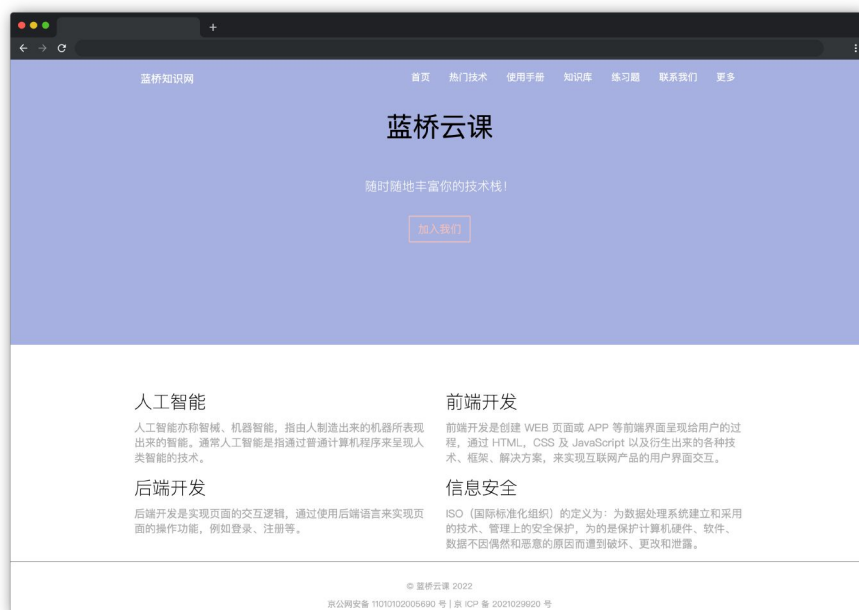 蓝桥知识网
首页 热门技术 使用手册 知识库 练习题 联系我们 更多
蓝桥云课
随时随地丰富你的技术栈！
加入我们
人工智能
人工智能亦称智械、机器智能，指由人制造出来的机器所表现
出来的智能。通常人工智能是指通过普通计算机程序来呈现人
类智能的技术。
前端开发
前端开发是创建 WEB 页面或 APP 等前端界面呈现给用户的过
程，通过 HTML，CSS 及 JavaScript 以及衍生出来的各种技
术、框架、解决方案，来实现互联网产品的用户界面交互。
后端开发
后端开发是实现页面的交互逻辑，通过使用后端语言来实现页
面的操作功能，例如登录、注册等。
信息安全
ISO（国际标准化组织）的定义为：为数据处理系统建立和采用
的技术、管理上的安全保护，为的是保护计算机硬件、软件、
数据不因偶然和恶意的原因而遭到破坏、更改和泄露。
© 蓝桥云课 2022
京公网安备 11010102005690 号 | 京 ICP 备 2021029920 号